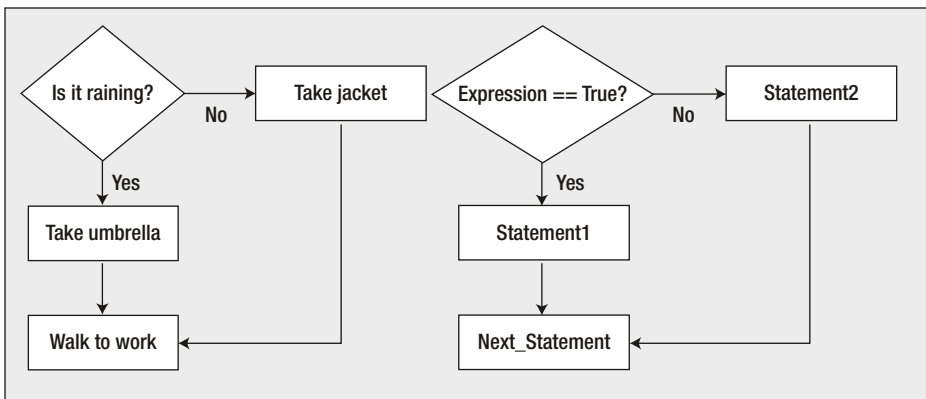 Is it raining?
No
Take jacket
Yes
Take umbrella
Walk to work
Expression == True?
No
Statement2
Yes
Statement1
Next_Statement